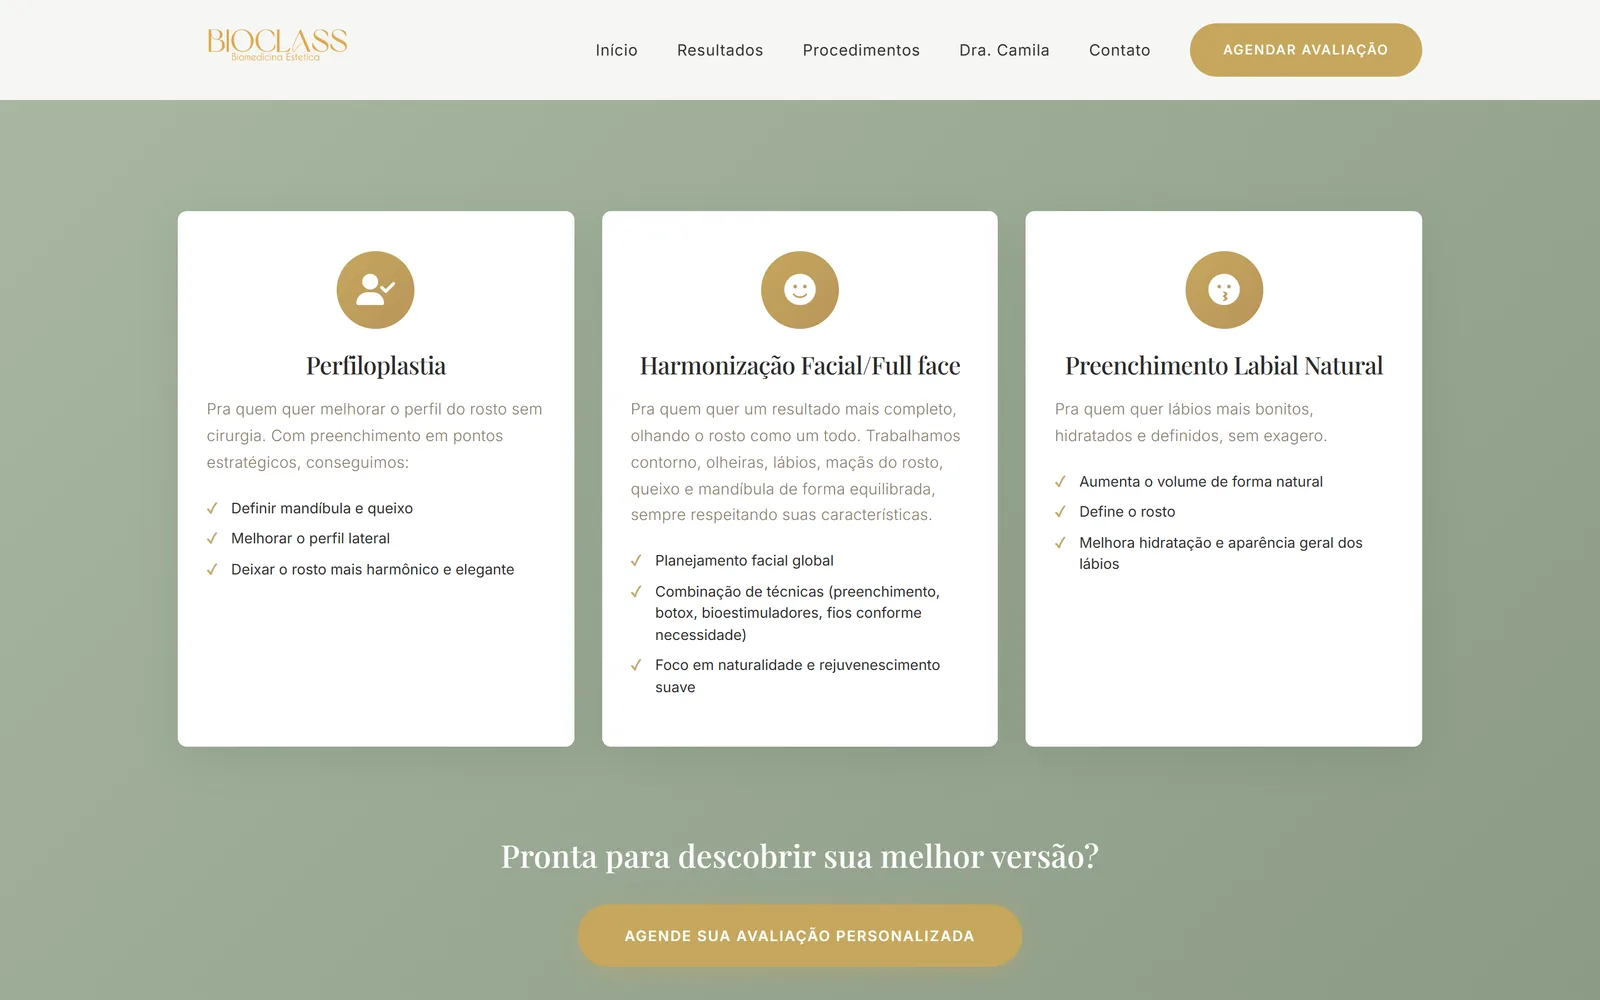 BIOCLASS
Biomedicina Estética
Início
Resultados
Procedimentos
Dra. Camila
Contato
AGENDAR AVALIAÇÃO
Perfiloplastia
Pra quem quer melhorar o perfil do rosto sem
cirurgia. Com preenchimento em pontos
estratégicos, conseguimos:
Definir mandíbula e queixo
Melhorar o perfil lateral
Deixar o rosto mais harmônico e elegante
Harmonização Facial/Full face
Pra quem quer um resultado mais completo,
olhando o rosto como um todo. Trabalhamos
contorno, olheiras, lábios, maçãs do rosto,
queixo e mandíbula de forma equilibrada,
sempre respeitando suas características.
Planejamento facial global
Combinação de técnicas (preenchimento,
botox, bioestimuladores, fios conforme
necessidade)
Foco em naturalidade e rejuvenescimento
suave
Preenchimento Labial Natural
Pra quem quer lábios mais bonitos,
hidratados e definidos, sem exagero.
Aumenta o volume de forma natural
Define o rosto
Melhora hidratação e aparência geral dos
lábios
Pronta para descobrir sua melhor versão?
AGENDE SUA AVALIAÇÃO PERSONALIZADA